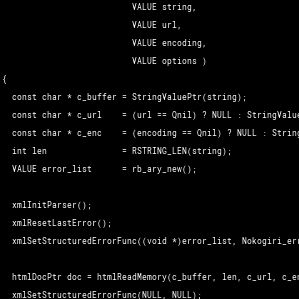 VALUE string,
VALUE url,
VALUE encoding,
VALUE options )
{
const char * c_buffer = StringValuePtr(string);
const char * c_url = (url == Qnil) ? NULL : StringValue
const char * c_enc = (encoding == Qnil) ? NULL : String
int len = RSTRING_LEN(string);
VALUE error_list = rb_ary_new();
xmlInitParser();
xmlResetLastError();
xmlSetStructuredErrorFunc((void *)error_list, Nokogiri_err
htmlDocPtr doc = htmlReadMemory(c_buffer, len, c_url, c_en
xmlSetStructuredErrorFunc(NULL, NULL);